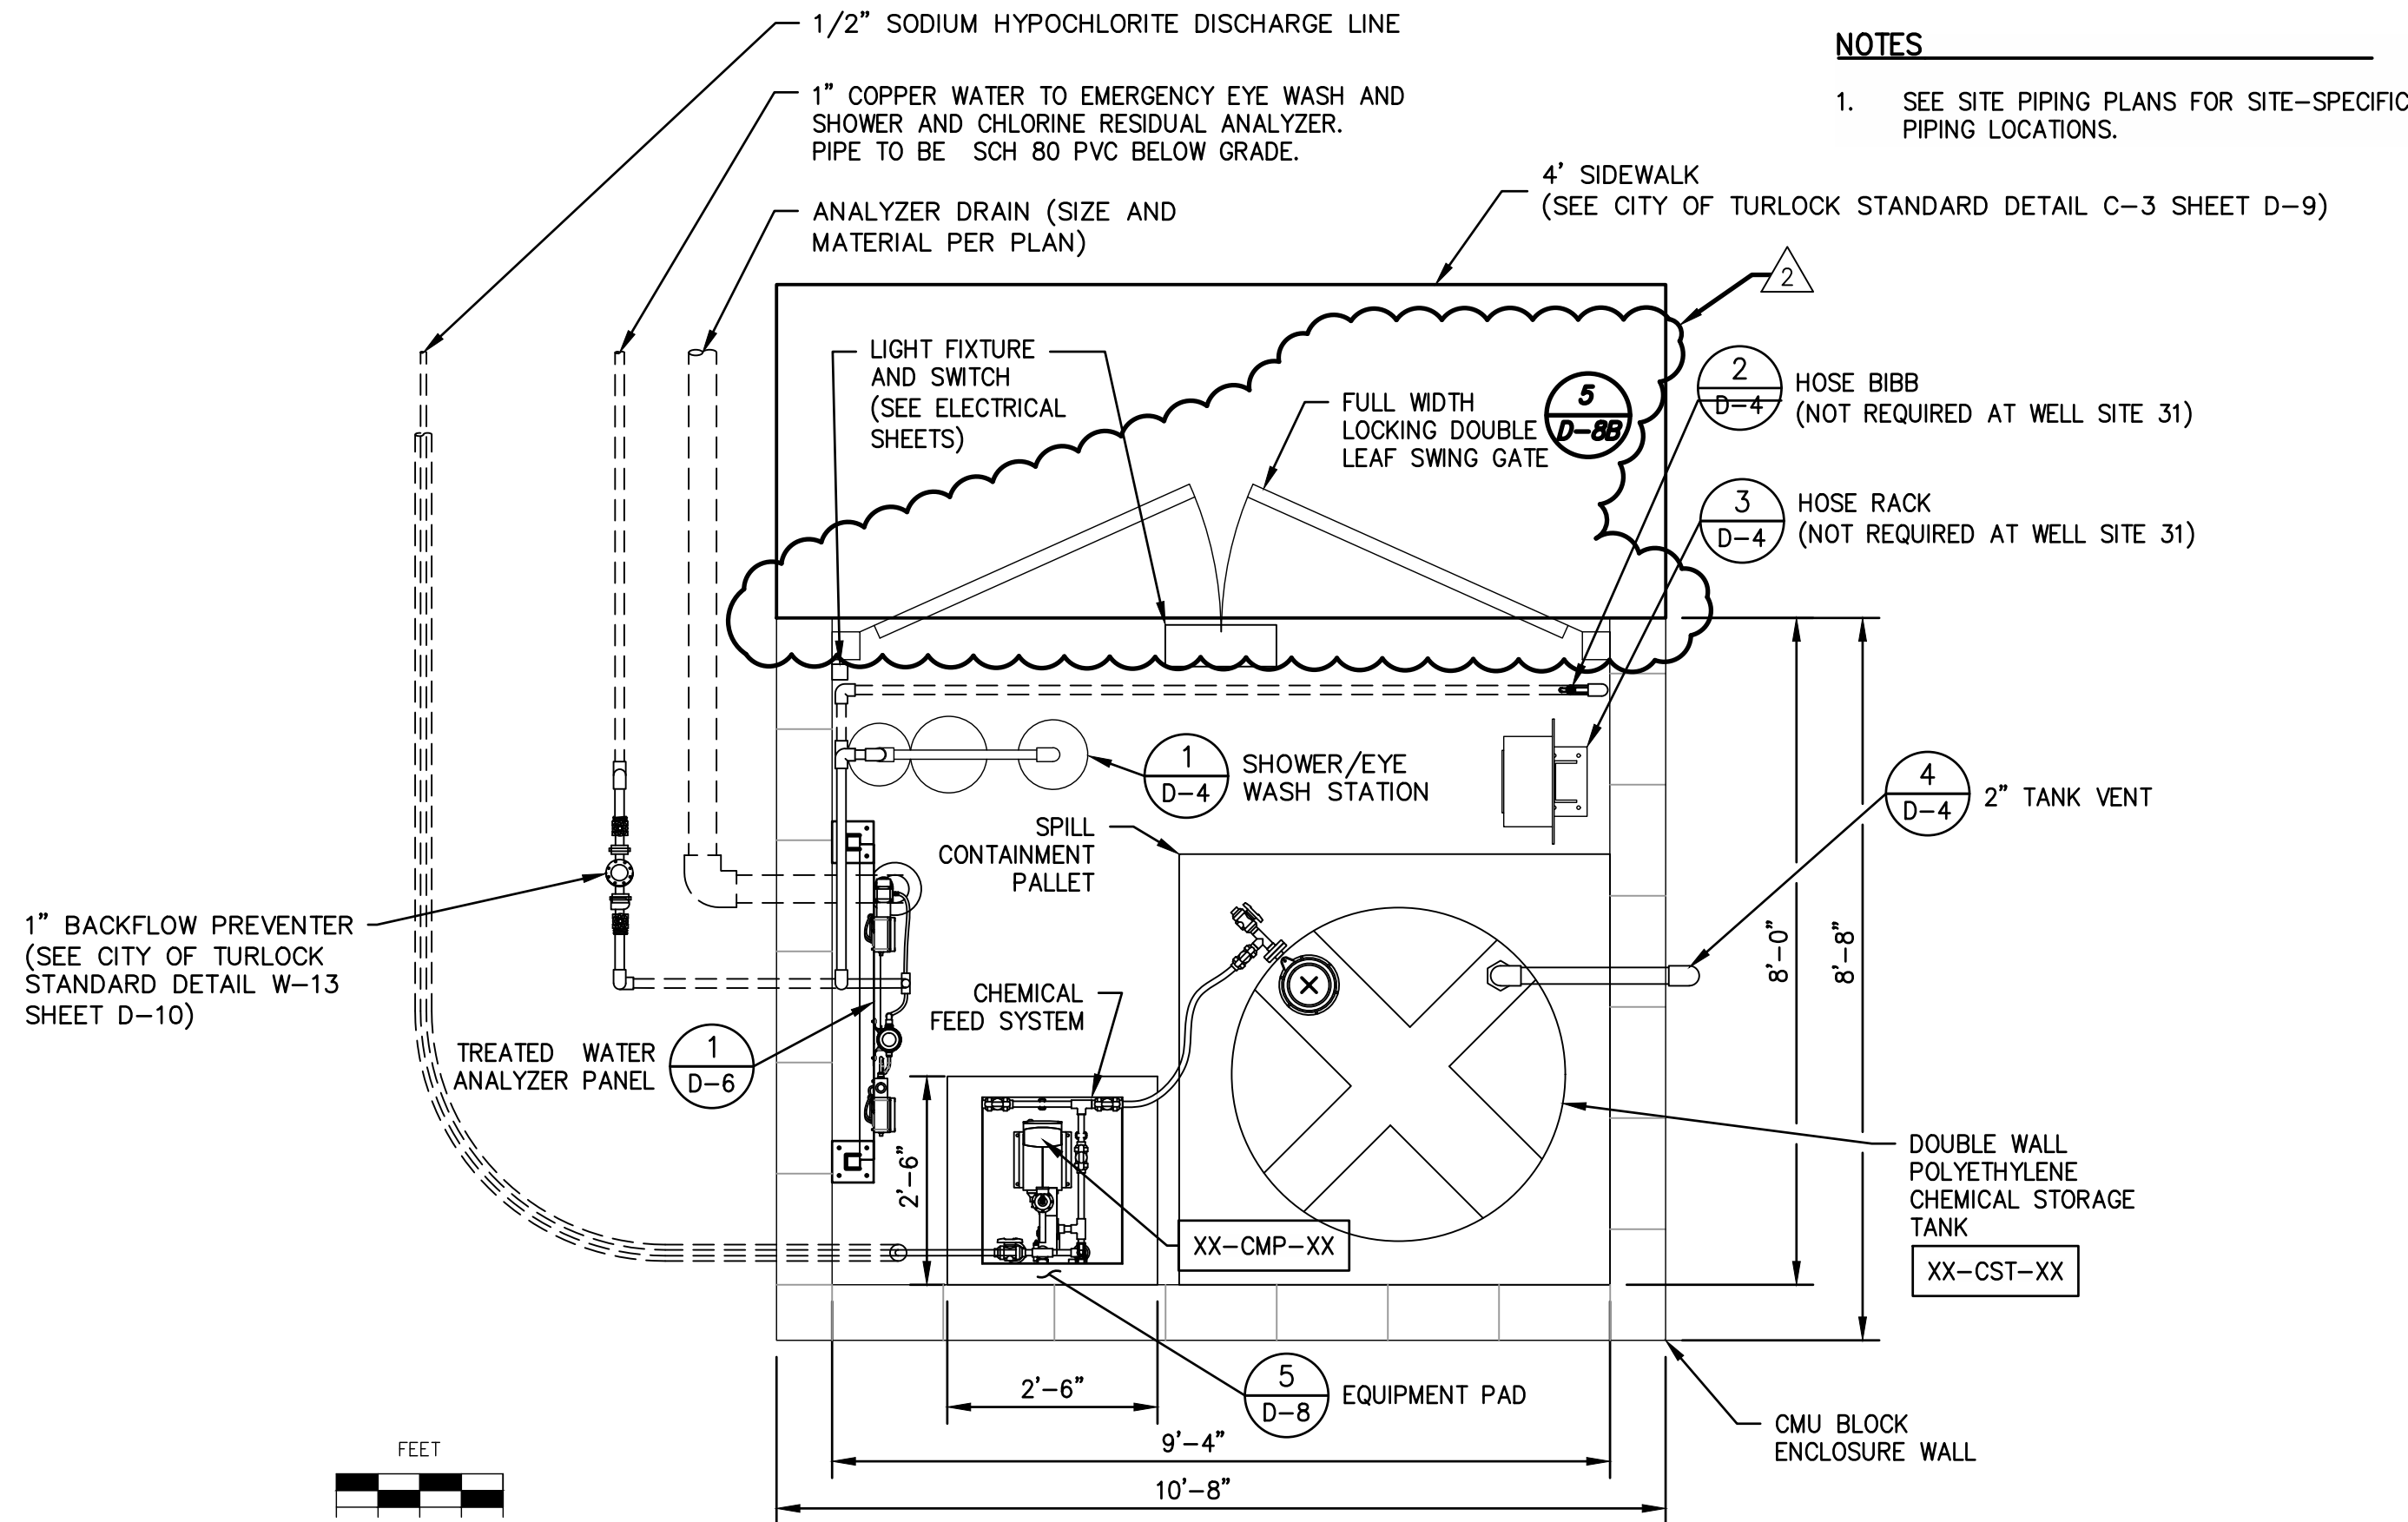 1/2" SODIUM HYPOCHLORITE DISCHARGE LINE
1" COPPER WATER TO EMERGENCY EYE WASH AND
SHOWER AND CHLORINE RESIDUAL ANALYZER.
PIPE TO BE SCH 80 PVC BELOW GRADE.
ANALYZER DRAIN (SIZE AND
MATERIAL PER PLAN)
NOTES
1. SEE SITE PIPING PLANS FOR SITE-SPECIFIC
PIPING LOCATIONS.
4' SIDEWALK
(SEE CITY OF TURLOCK STANDARD DETAIL C-3 SHEET D-9)
2
LIGHT FIXTURE
AND SWITCH
(SEE ELECTRICAL
SHEETS)
FULL WIDTH
LOCKING DOUBLE
LEAF SWING GATE
5
D-8B
2
D-4
HOSE BIBB
(NOT REQUIRED AT WELL SITE 31)
3
D-4
HOSE RACK
(NOT REQUIRED AT WELL SITE 31)
1
D-4
SHOWER/EYE
WASH STATION
4
D-4
2" TANK VENT
SPILL
CONTAINMENT
PALLET
1" BACKFLOW PREVENTER
(SEE CITY OF TURLOCK
STANDARD DETAIL W-13
SHEET D-10)
8'-0"
8'-8"
CHEMICAL
FEED SYSTEM
TREATED WATER
ANALYZER PANEL
1
D-6
2'-6"
DOUBLE WALL
POLYETHYLENE
CHEMICAL STORAGE
TANK
XX-CST-XX
XX-CMP-XX
2'-6"
5
D-8
EQUIPMENT PAD
CMU BLOCK
ENCLOSURE WALL
9'-4"
10'-8"
FEET